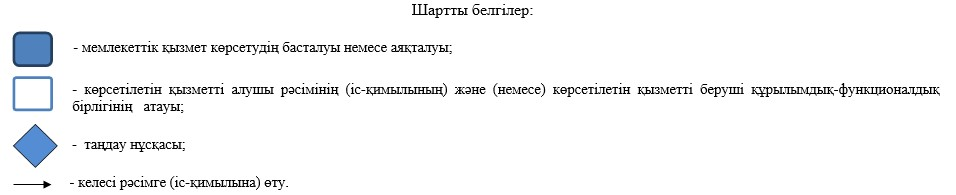 Шартты белгілер:
- мемлекеттік қызмет көрсетудің басталуы немесе аяқталуы;
- көрсетілетін қызметті алушы рәсімінің (іс-қимылының) және (немесе) көрсетілетін қызметті беруші құрылымдық-функционалдық
бірлігінің атауы;
- таңдау нұсқасы;
- келесі рәсімге (іс-қимылына) өту.